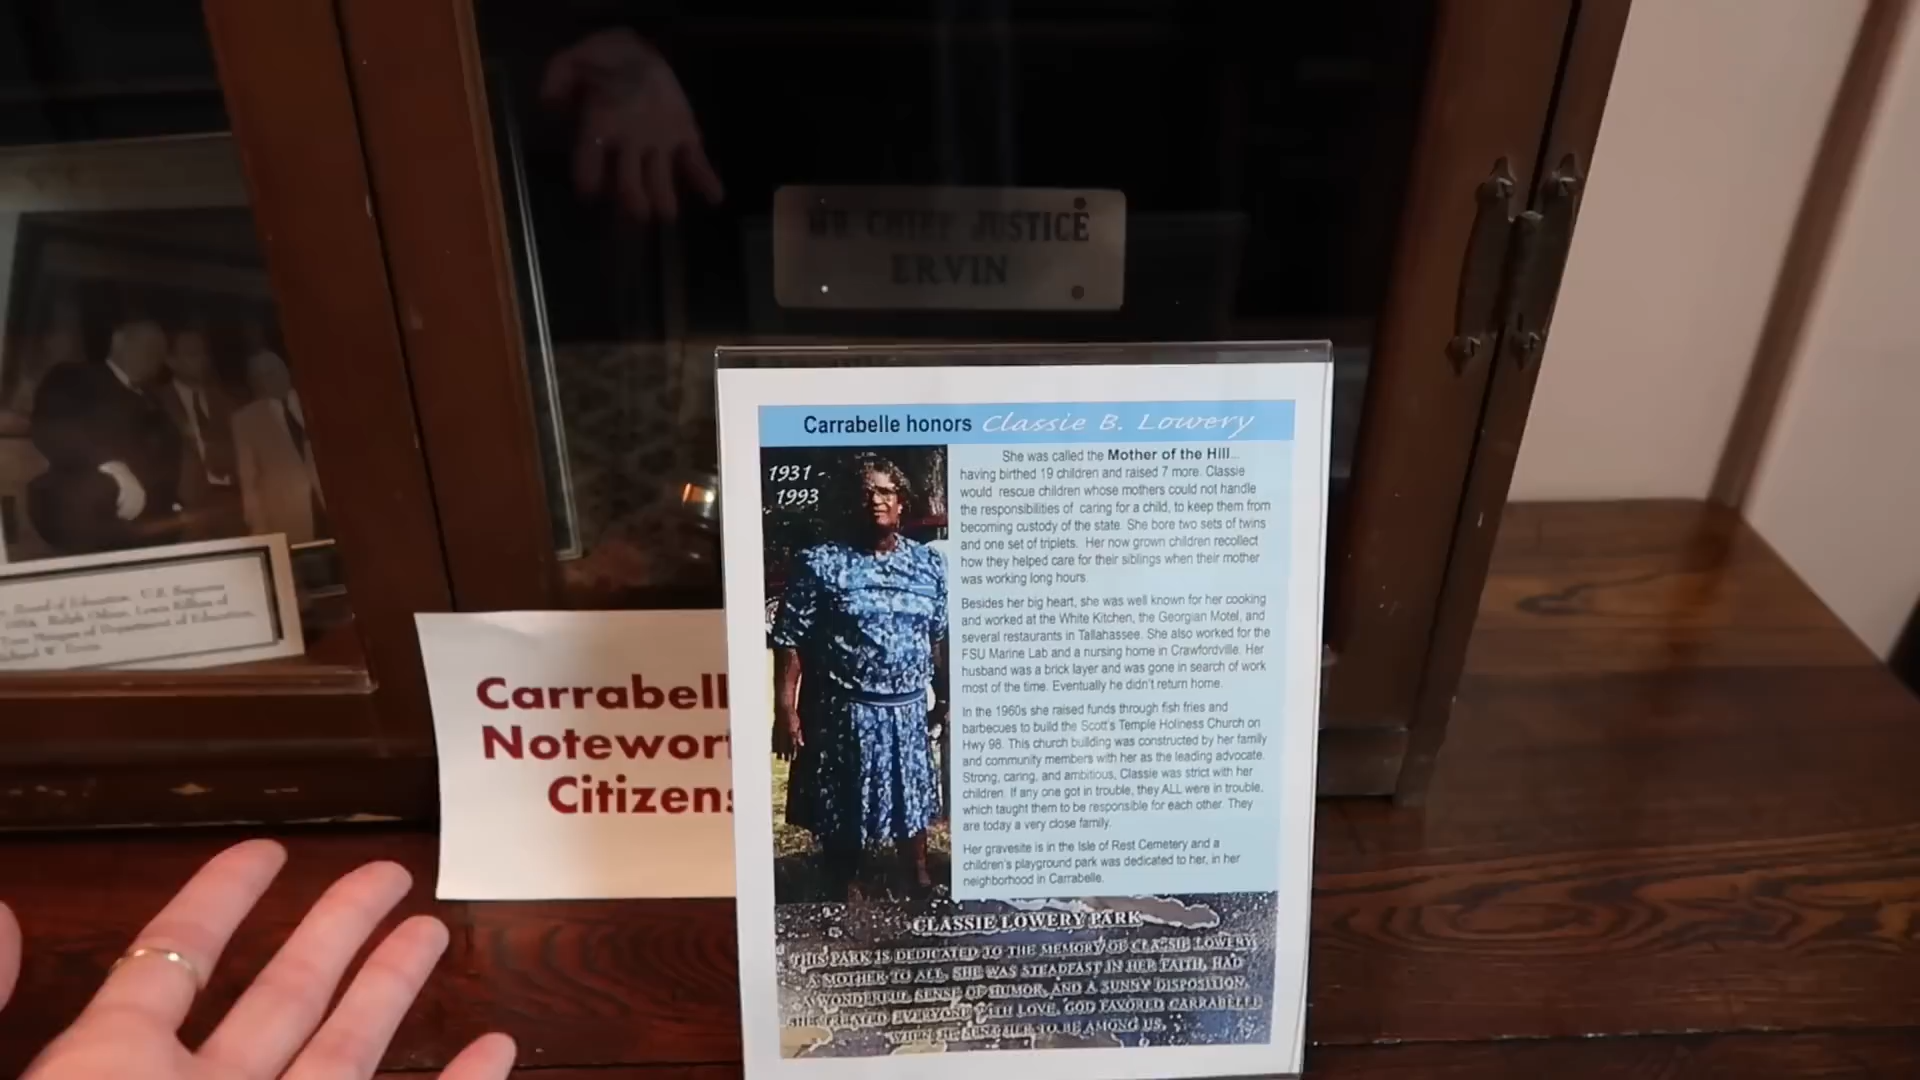 MR. CHIEF JUSTICE
ERVIN
Carrabelle honors Classie B. Lowery
1931 -
1993
She was called the Mother of the Hill...
having birthed 19 children and raised 7 more. Classie
would rescue children whose mothers could not handle
the responsibilities of caring for a child, to keep them from
becoming custody of the state. She bore two sets of twins
and one set of triplets. Her now grown children recollect
how they helped care for their siblings when their mother
was working long hours.
Besides her big heart, she was well known for her cooking
and worked at the White Kitchen, the Georgian Motel, and
several restaurants in Tallahassee. She also worked for the
FSU Marine Lab and a nursing home in Crawfordville. Her
husband was a brick layer and was gone in search of work
most of the time. Eventually he didn't return home.
In the 1960s she raised funds through fish fries and
barbecues to build the Scott's Temple Holiness Church on
Hwy 98. This church building was constructed by her family
and community members with her as the leading advocate.
Strong, caring, and ambitious, Classie was strict with her
children. If any one got in trouble, they ALL were in trouble,
which taught them to be responsible for each other. They
are today a very close family.
Her gravesite is in the Isle of Rest Cemetery and a
children's playground park was dedicated to her, in her
neighborhood in Carrabelle.
CLASSIE LOWERY PARK
THIS PARK IS DEDICATED TO THE MEMORY OF CLASSIE LOWERY,
A MOTHER TO ALL. SHE WAS STEADFAST IN HER FAITH, HAD
A WONDERFUL SENSE OF HUMOR, AND A SUNNY DISPOSITION.
SHE TREATED EVERYONE WITH LOVE. GOD FAVORED CARRABELLE
WHEN HE HER TO BE AMONG US.
Carrabell
Notewort
Citizens
Board of Education, U.S. Supreme
Department of Education,
Ervin